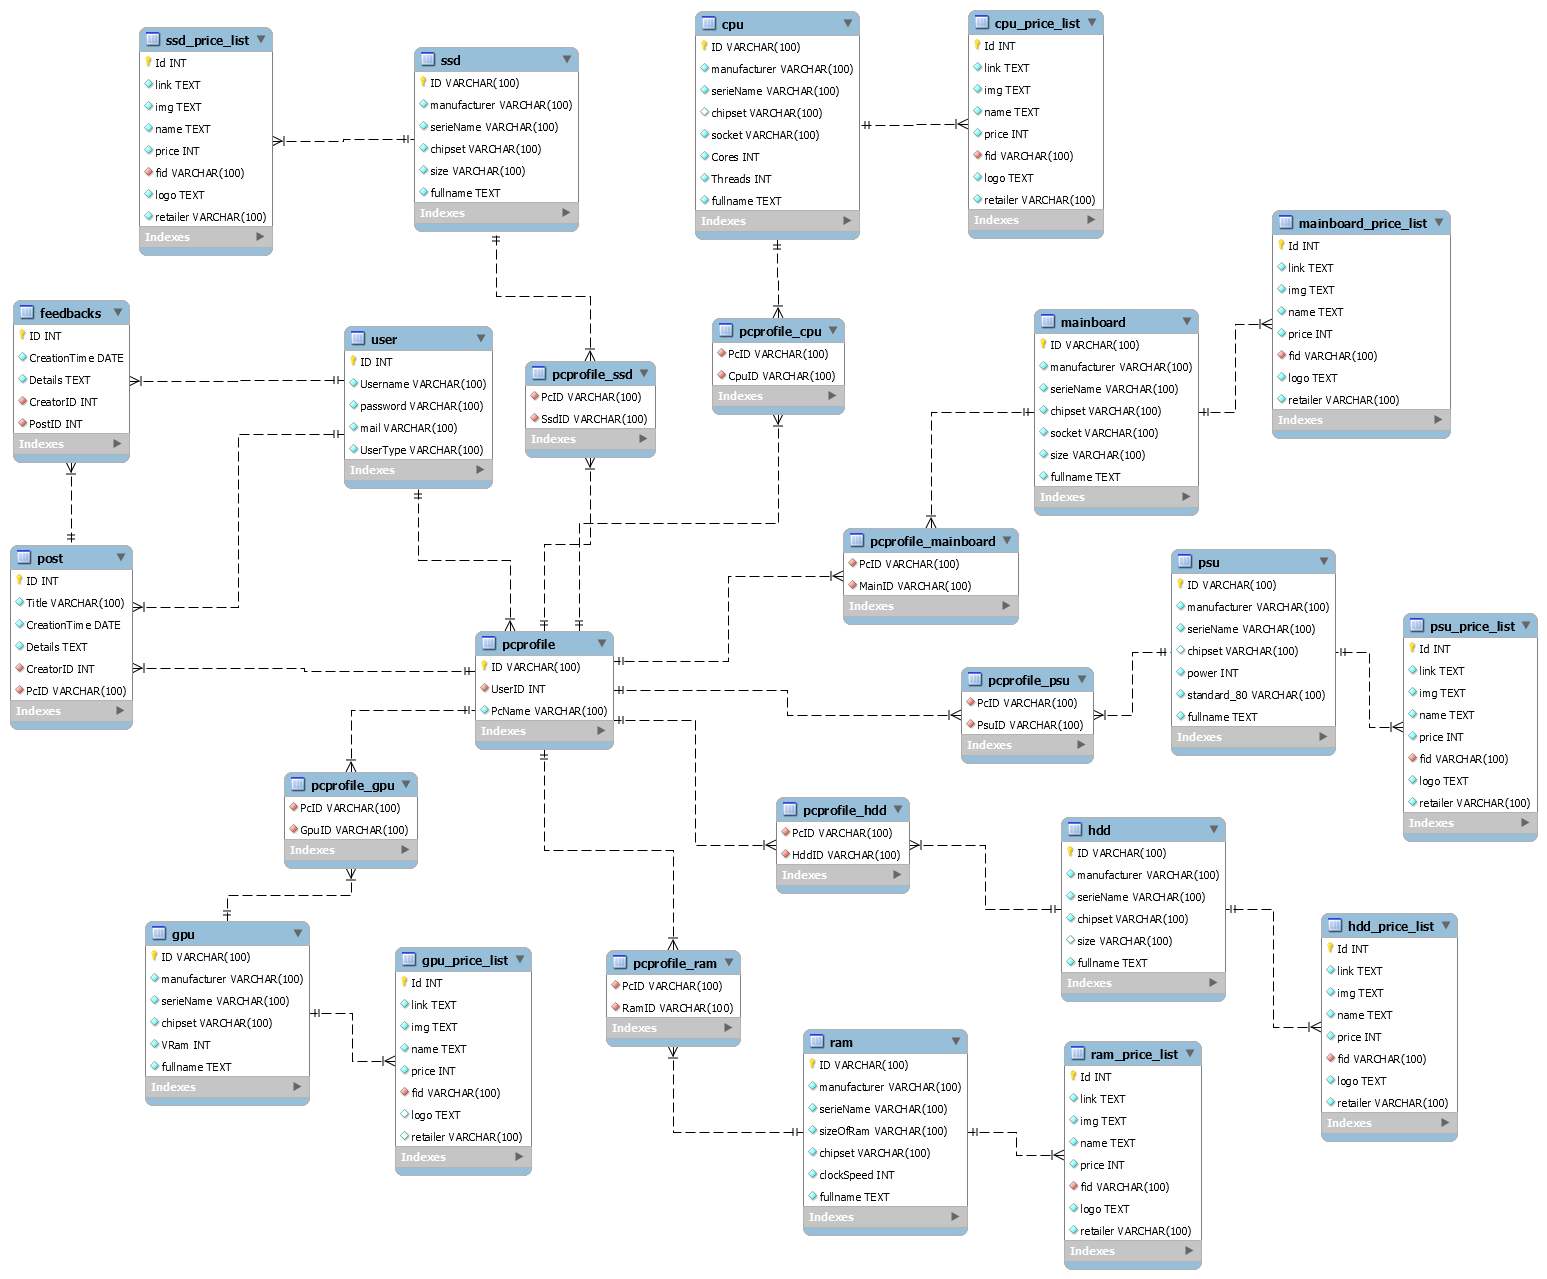 ssd_price_list
Id INT
link TEXT
img TEXT
name TEXT
price INT
fid VARCHAR(100)
logo TEXT
retailer VARCHAR(100)
Indexes
ssd
ID VARCHAR(100)
manufacturer VARCHAR(100)
serieName VARCHAR(100)
chipset VARCHAR(100)
size VARCHAR(100)
fullname TEXT
Indexes
cpu
ID VARCHAR(100)
manufacturer VARCHAR(100)
serieName VARCHAR(100)
chipset VARCHAR(100)
socket VARCHAR(100)
Cores INT
Threads INT
fullname TEXT
Indexes
cpu_price_list
Id INT
link TEXT
img TEXT
name TEXT
price INT
fid VARCHAR(100)
logo TEXT
retailer VARCHAR(100)
Indexes
mainboard_price_list
Id INT
link TEXT
img TEXT
name TEXT
price INT
fid VARCHAR(100)
logo TEXT
retailer VARCHAR(100)
Indexes
feedbacks
ID INT
CreationTime DATE
Details TEXT
CreatorID INT
PostID INT
Indexes
user
ID INT
Username VARCHAR(100)
password VARCHAR(100)
mail VARCHAR(100)
UserType VARCHAR(100)
Indexes
pcprofile_ssd
PcID VARCHAR(100)
SsdID VARCHAR(100)
Indexes
pcprofile_cpu
PcID VARCHAR(100)
CpuID VARCHAR(100)
Indexes
mainboard
ID VARCHAR(100)
manufacturer VARCHAR(100)
serieName VARCHAR(100)
chipset VARCHAR(100)
socket VARCHAR(100)
size VARCHAR(100)
fullname TEXT
Indexes
post
ID INT
Title VARCHAR(100)
CreationTime DATE
Details TEXT
CreatorID INT
PcID VARCHAR(100)
Indexes
pcprofile
ID VARCHAR(100)
UserID INT
PcName VARCHAR(100)
Indexes
pcprofile_mainboard
PcID VARCHAR(100)
MainID VARCHAR(100)
Indexes
psu
ID VARCHAR(100)
manufacturer VARCHAR(100)
serieName VARCHAR(100)
chipset VARCHAR(100)
power INT
standard_80 VARCHAR(100)
fullname TEXT
Indexes
psu_price_list
Id INT
link TEXT
img TEXT
name TEXT
price INT
fid VARCHAR(100)
logo TEXT
retailer VARCHAR(100)
Indexes
pcprofile_psu
PcID VARCHAR(100)
PsuID VARCHAR(100)
Indexes
pcprofile_gpu
PcID VARCHAR(100)
GpuID VARCHAR(100)
Indexes
pcprofile_hdd
PcID VARCHAR(100)
HddID VARCHAR(100)
Indexes
hdd
ID VARCHAR(100)
manufacturer VARCHAR(100)
serieName VARCHAR(100)
chipset VARCHAR(100)
size VARCHAR(100)
fullname TEXT
Indexes
hdd_price_list
Id INT
link TEXT
img TEXT
name TEXT
price INT
fid VARCHAR(100)
logo TEXT
retailer VARCHAR(100)
Indexes
gpu
ID VARCHAR(100)
manufacturer VARCHAR(100)
serieName VARCHAR(100)
chipset VARCHAR(100)
VRam INT
fullname TEXT
Indexes
gpu_price_list
Id INT
link TEXT
img TEXT
name TEXT
price INT
fid VARCHAR(100)
logo TEXT
retailer VARCHAR(100)
Indexes
pcprofile_ram
PcID VARCHAR(100)
RamID VARCHAR(100)
Indexes
ram
ID VARCHAR(100)
manufacturer VARCHAR(100)
serieName VARCHAR(100)
sizeOfRam VARCHAR(100)
chipset VARCHAR(100)
clockSpeed INT
fullname TEXT
Indexes
ram_price_list
Id INT
link TEXT
img TEXT
name TEXT
price INT
fid VARCHAR(100)
logo TEXT
retailer VARCHAR(100)
Indexes